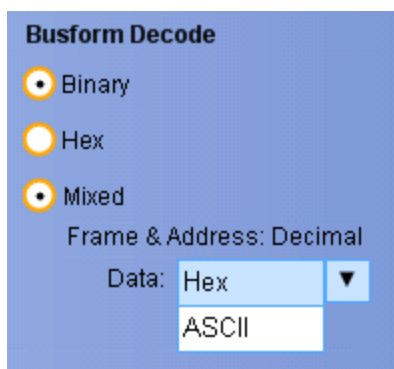 Busform Decode
Binary
Hex
Mixed
Frame & Address: Decimal
Data: Hex
ASCII